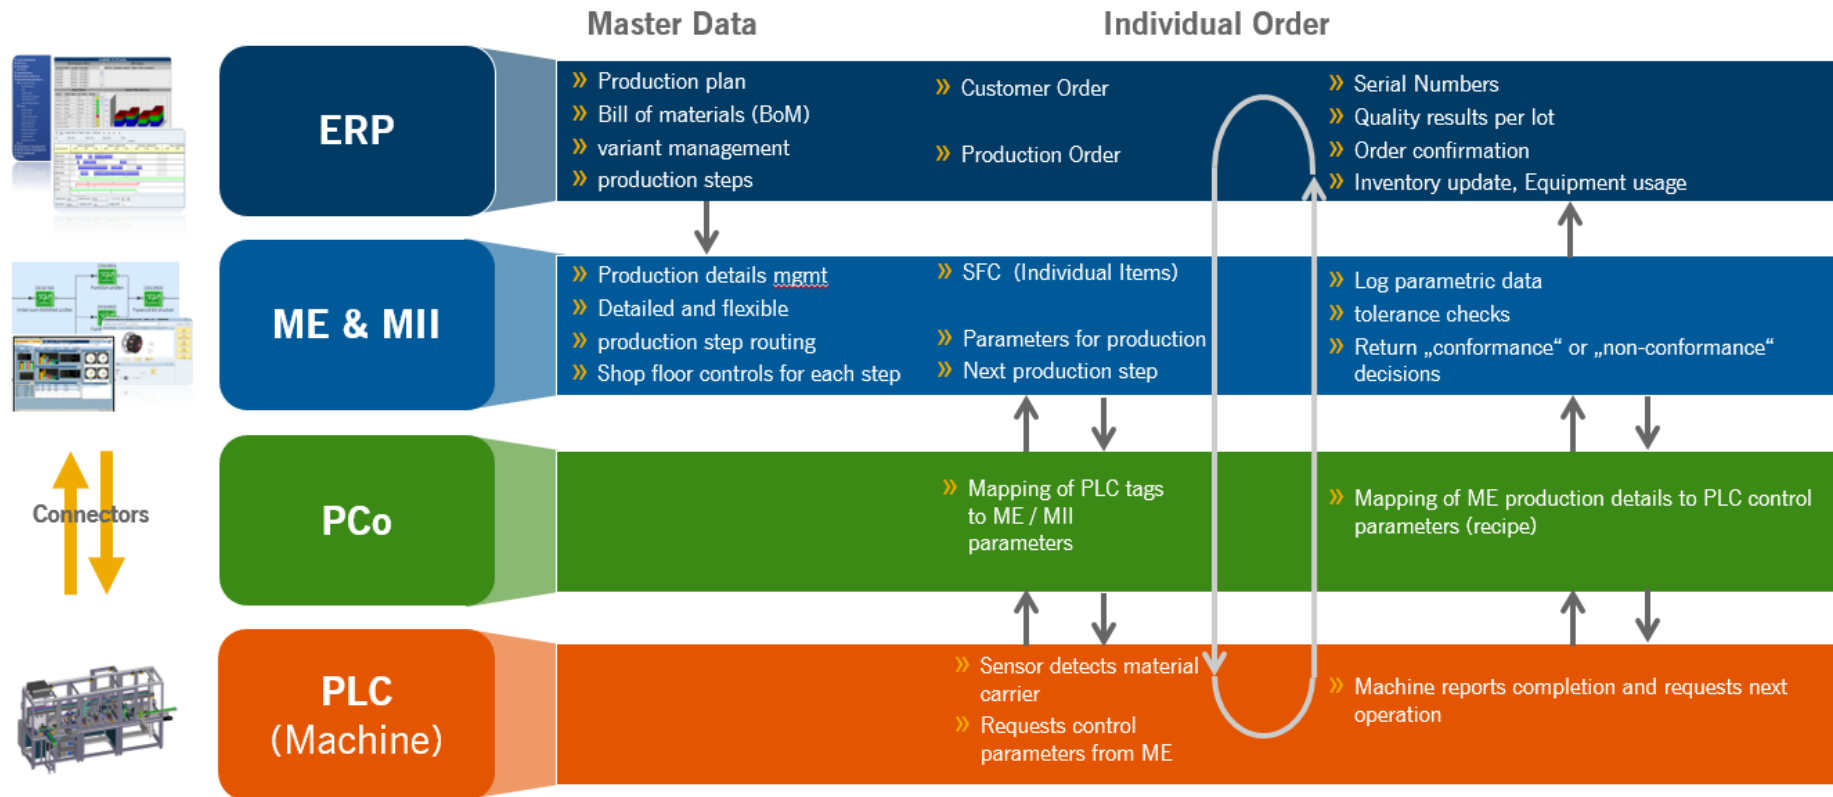 Master Data
Individual Order
ERP
Production plan
Bill of materials (BoM)
variant management
production steps
Customer Order
Production Order
Serial Numbers
Quality results per lot
Order confirmation
Inventory update, Equipment usage
ME & MII
Production details mgmt
Detailed and flexible
production step routing
Shop floor controls for each step
SFC (Individual Items)
Parameters for production
Next production step
Log parametric data
tolerance checks
Return „conformance“ or „non-conformance“
decisions
Connectors
PCo
Mapping of PLC tags
to ME / MII
parameters
Mapping of ME production details to PLC control
parameters (recipe)
PLC
(Machine)
Sensor detects material
carrier
Requests control
parameters from ME
Machine reports completion and requests next
operation